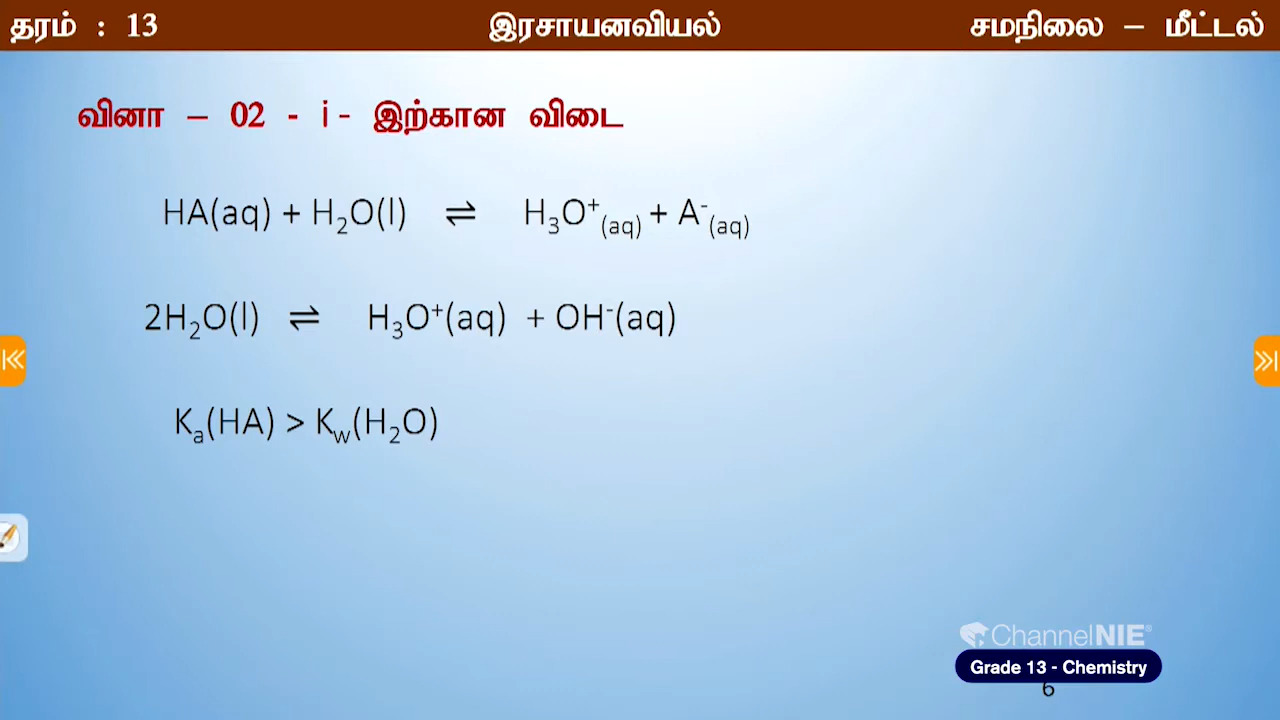 தரம் : 13 இரசாயனவியல் சமநிலை – மீட்டல்
வினா – 02 - i - இற்கான விடை
HA(aq) + H₂O(l) ⇌ H₃O⁺₍aq₎ + A⁻₍aq₎
2H₂O(l) ⇌ H₃O⁺(aq) + OH⁻(aq)
Kₐ(HA) > K_w(H₂O)
ChannelNIE®
Grade 13 - Chemistry
6